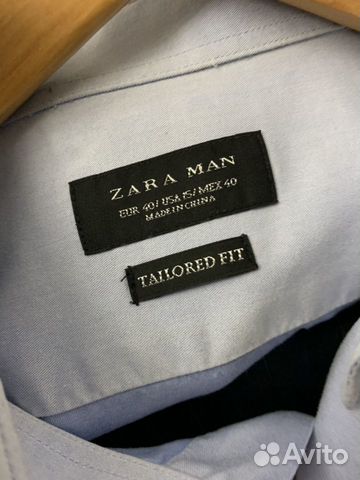 ZARA MAN
EUR 40/ USA 15/ MEX 40
MADE IN CHINA
TAILORED FIT
Avito